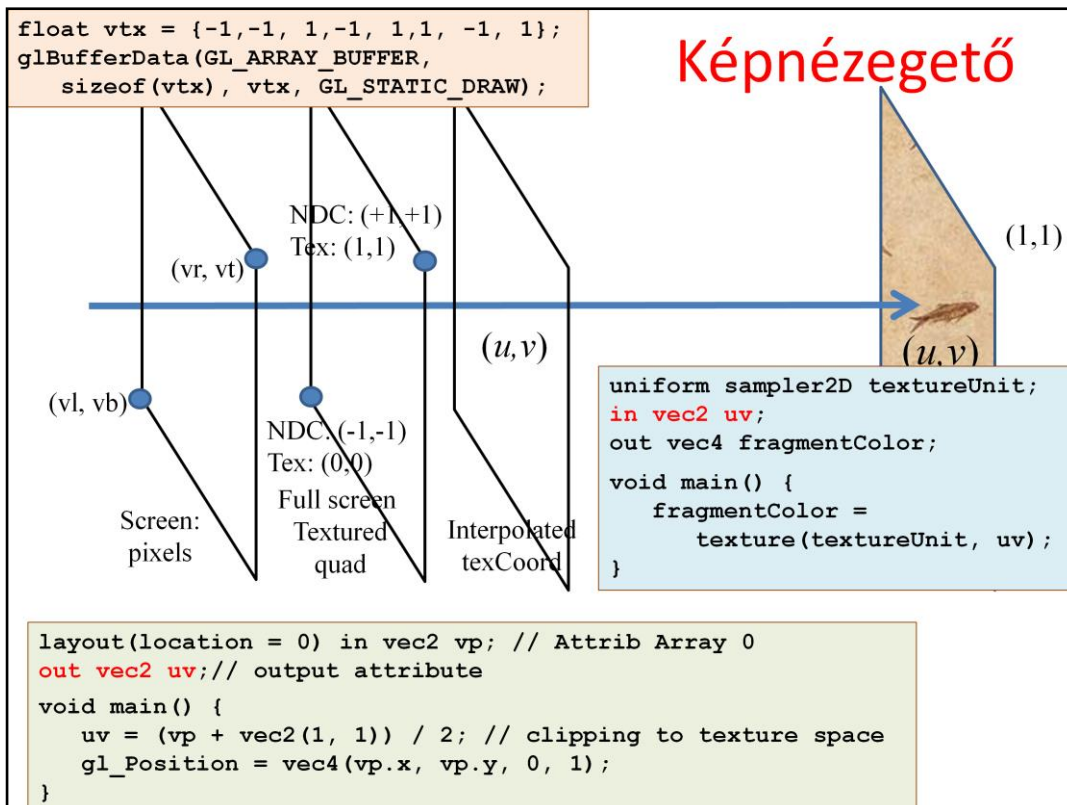 float vtx = {-1,-1, 1,-1, 1,1, -1, 1};
glBufferData(GL_ARRAY_BUFFER,
sizeof(vtx), vtx, GL_STATIC_DRAW);
Képnézegető
NDC: (+1,+1)
Tex: (1,1)
(vr, vt)
(1,1)
(u,v)
(u,v)
(vl, vb)
NDC: (-1,-1)
Tex: (0,0)
Full screen
Textured
quad
Screen:
pixels
Interpolated
texCoord
uniform sampler2D textureUnit;
in vec2 uv;
out vec4 fragmentColor;
void main() {
fragmentColor =
texture(textureUnit, uv);
}
layout(location = 0) in vec2 vp; // Attrib Array 0
out vec2 uv;// output attribute
void main() {
uv = (vp + vec2(1, 1)) / 2; // clipping to texture space
gl_Position = vec4(vp.x, vp.y, 0, 1);
}